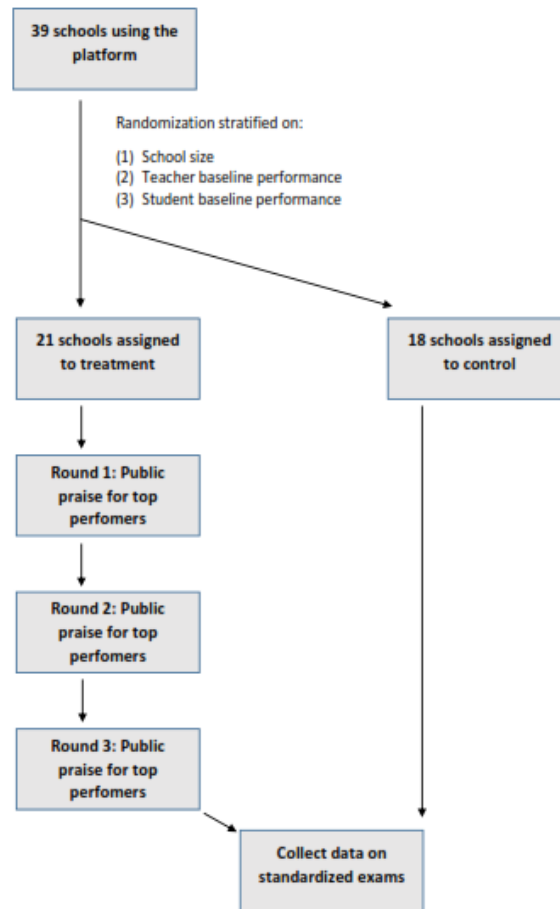 39 schools using the
platform
Randomization stratified on:
(1) School size
(2) Teacher baseline performance
(3) Student baseline performance
21 schools assigned
to treatment
18 schools assigned
to control
Round 1: Public
praise for top
perfomers
Round 2: Public
praise for top
perfomers
Round 3: Public
praise for top
perfomers
Collect data on
standardized exams